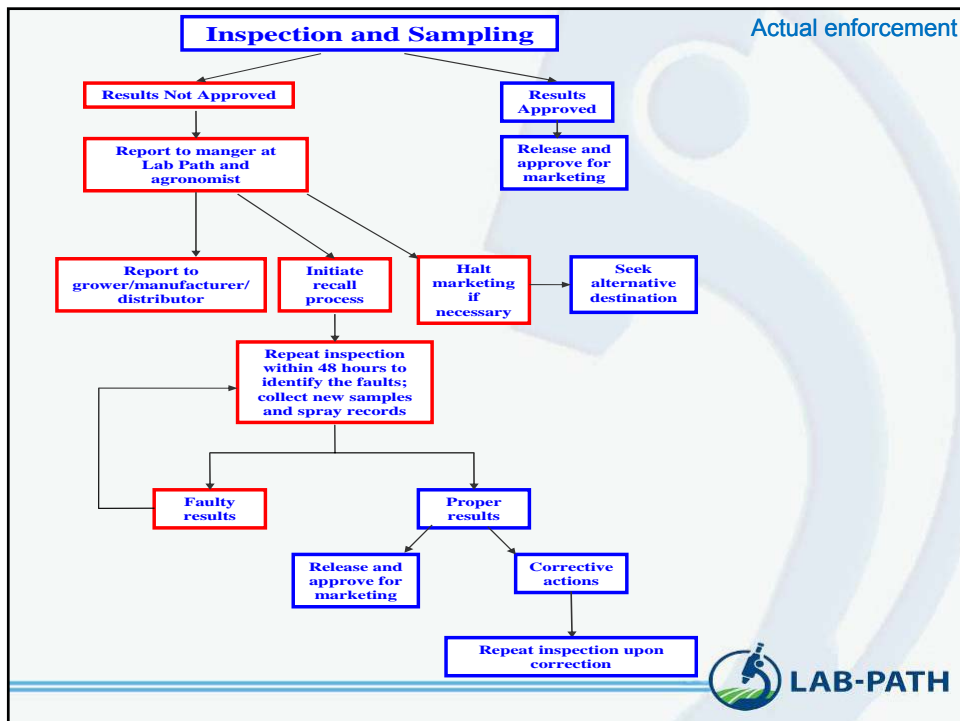 Actual enforcement
Inspection and Sampling
Results Not Approved
Results
Approved
Report to manger at
Lab Path and
agronomist
Release and
approve for
marketing
Report to
grower/manufacturer/
distributor
Initiate
recall
process
Halt
marketing
if
necessary
Seek
alternative
destination
Repeat inspection
within 48 hours to
identify the faults;
collect new samples
and spray records
Faulty
results
Proper
results
Release and
approve for
marketing
Corrective
actions
Repeat inspection upon
correction
LAB-PATH